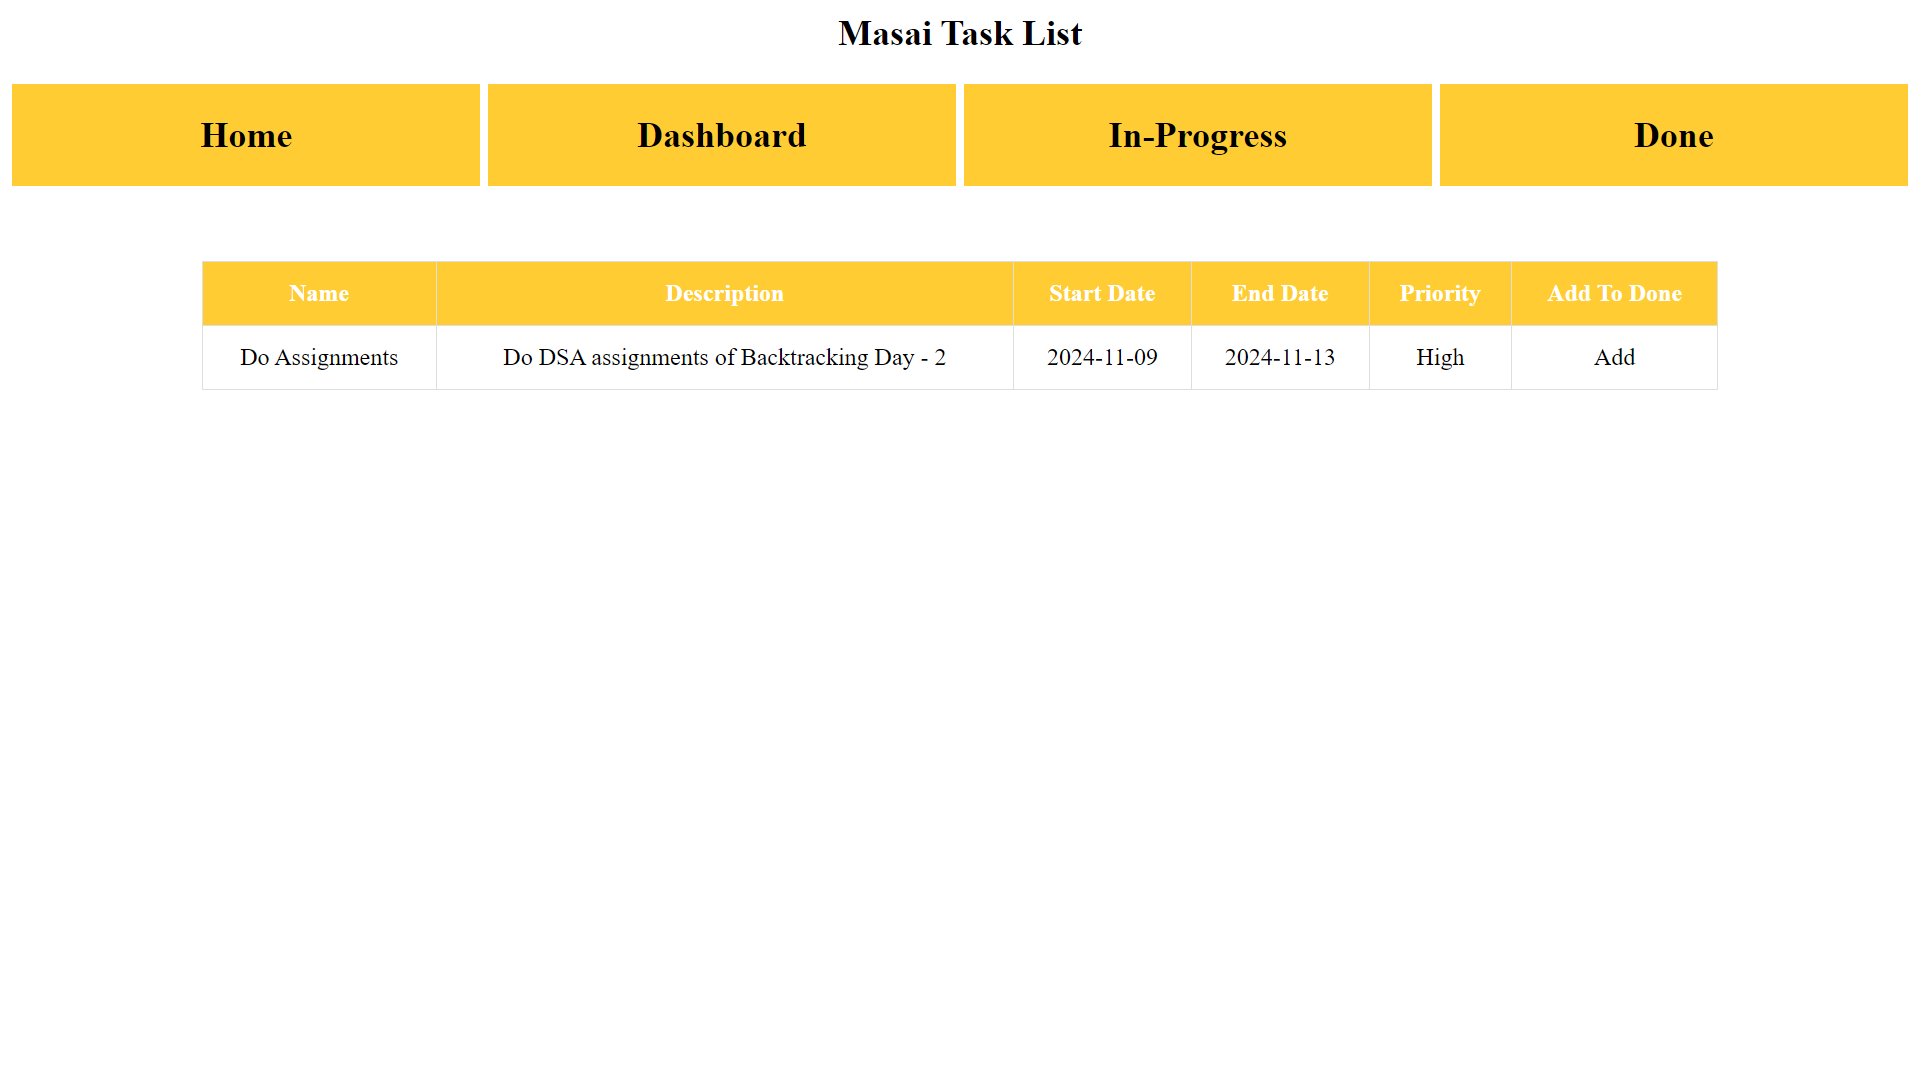 Masai Task List
Home Dashboard In-Progress Done
Name Description Start Date End Date Priority Add To Done
Do Assignments Do DSA assignments of Backtracking Day - 2 2024-11-09 2024-11-13 High Add